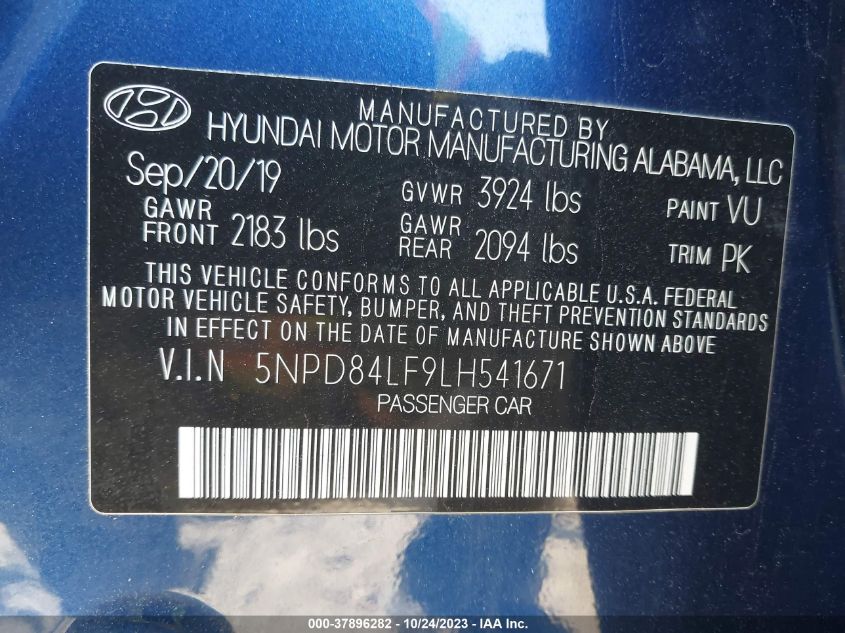 MANUFACTURED BY
HYUNDAI MOTOR MANUFACTURING ALABAMA, LLC
Sep/20/19 GVWR 3924 lbs PAINT VU
GAWR FRONT 2183 lbs GAWR REAR 2094 lbs TRIM PK
THIS VEHICLE CONFORMS TO ALL APPLICABLE U.S.A. FEDERAL
MOTOR VEHICLE SAFETY, BUMPER, AND THEFT PREVENTION STANDARDS
IN EFFECT ON THE DATE OF MANUFACTURE SHOWN ABOVE
V.I.N 5NPD84LF9LH541671
PASSENGER CAR
000-37896282 - 10/24/2023 - IAA Inc.